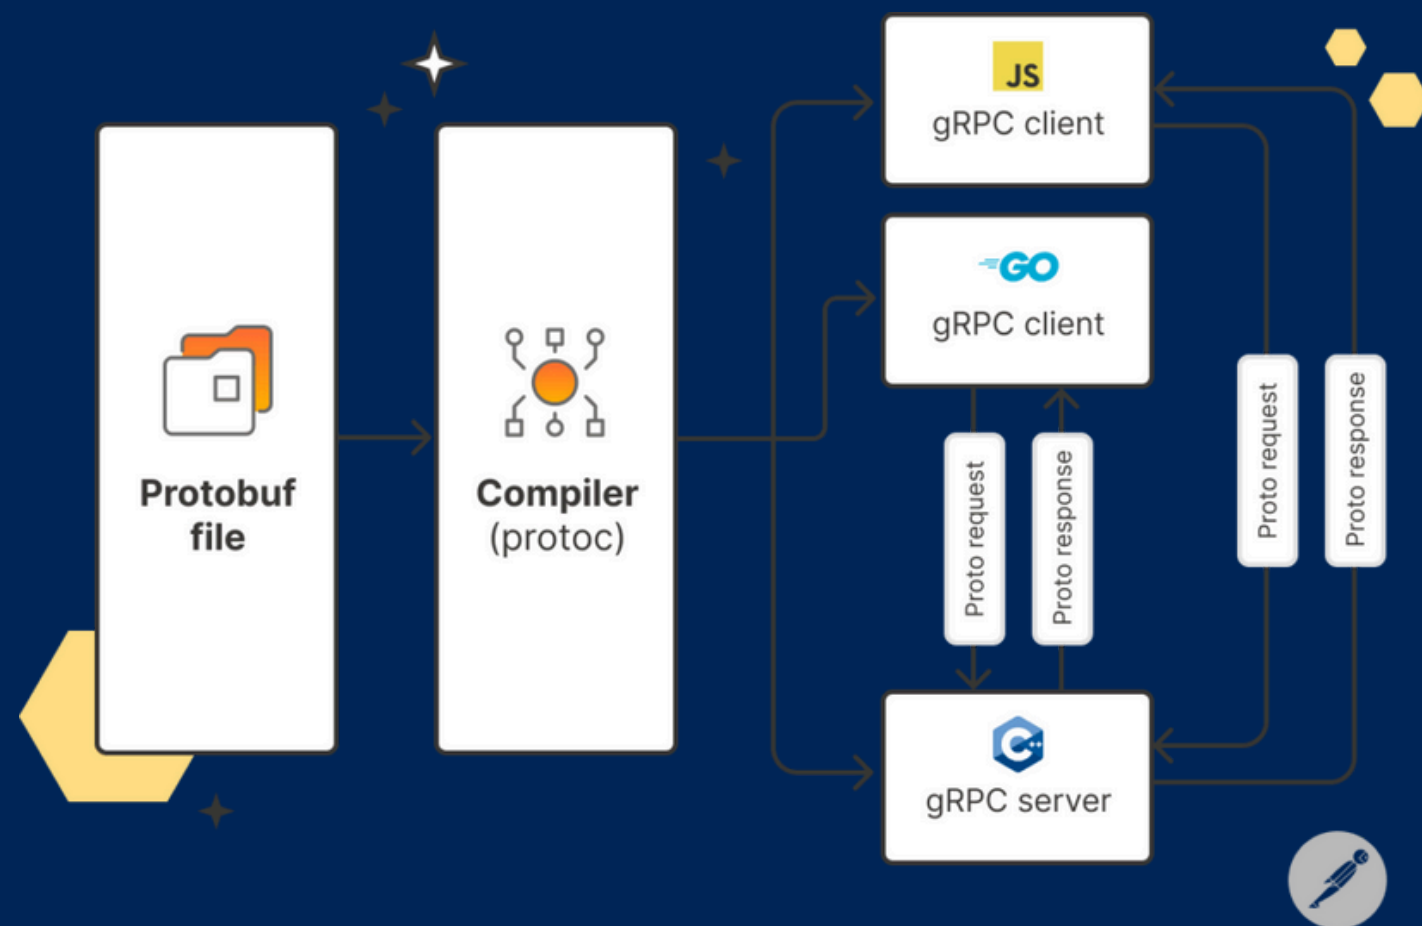 JS
gRPC client
GO
gRPC client
Protobuf
file
Compiler
(protoc)
Proto request
Proto response
Proto request
Proto response
C++
gRPC server